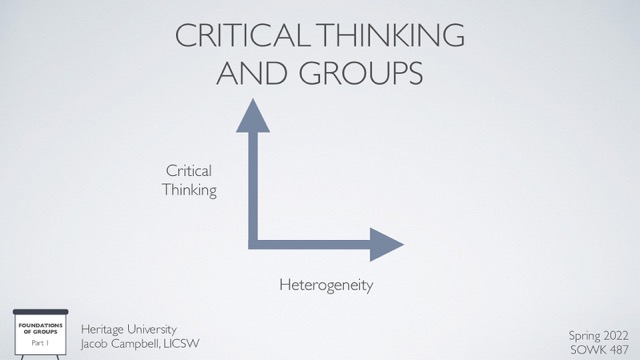 CRITICAL THINKING
AND GROUPS
Critical
Thinking
Heterogeneity
FOUNDATIONS
OF GROUPS
Part 1
Heritage University
Jacob Campbell, LICSW
Spring 2022
SOWK 487